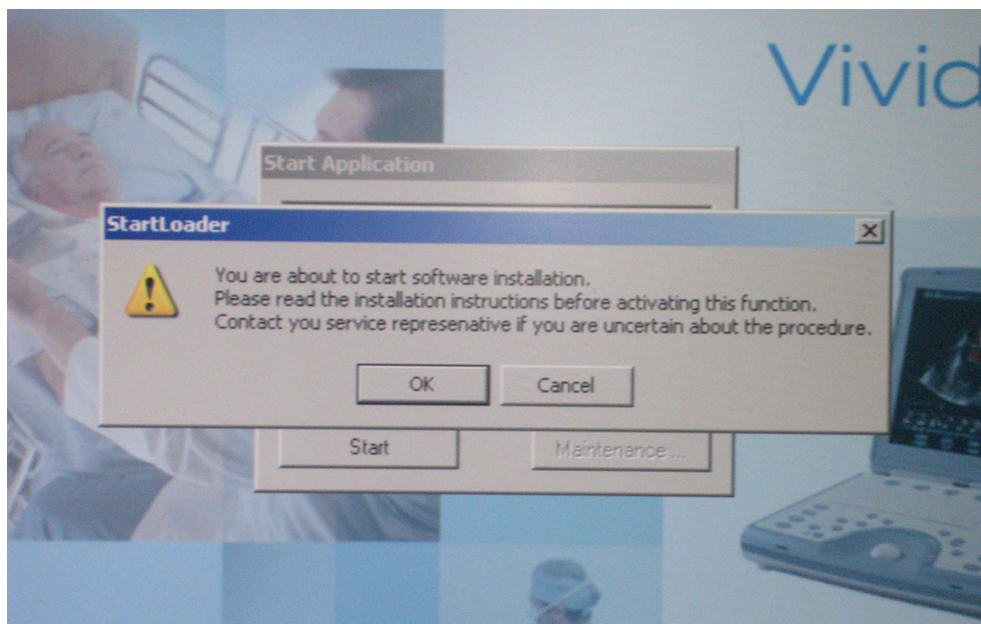 Vivid
Start Application
StartLoader
You are about to start software installation.
Please read the installation instructions before activating this function.
Contact you service represenative if you are uncertain about the procedure.
OK
Cancel
Start
Maintenance ...